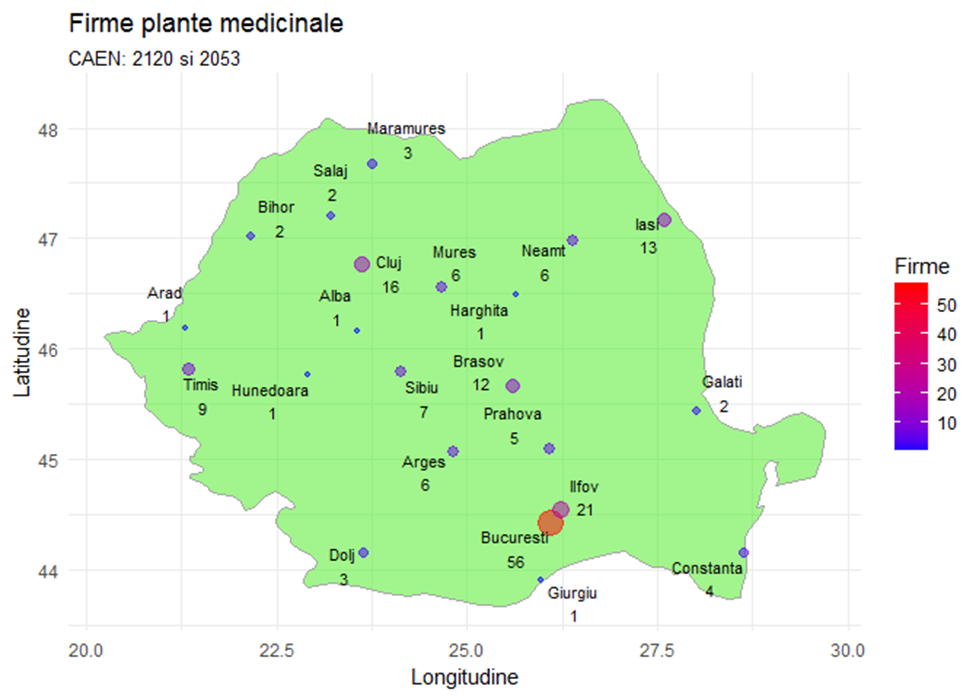 Firme plante medicinale
CAEN: 2120 si 2053
Latitudine
48
47
46
45
44
Maramures
3
Salaj
2
Bihor
2
Iasi
13
Neamt
6
Mures
6
Cluj
16
Arad
1
Alba
1
Harghita
1
Brasov
12
Timis
9
Hunedoara
1
Sibiu
7
Galati
2
Prahova
5
Arges
6
Ilfov
21
Bucuresti
56
Dolj
3
Constanta
4
Giurgiu
1
20.0
22.5
25.0
27.5
30.0
Longitudine
Firme
50
40
30
20
10